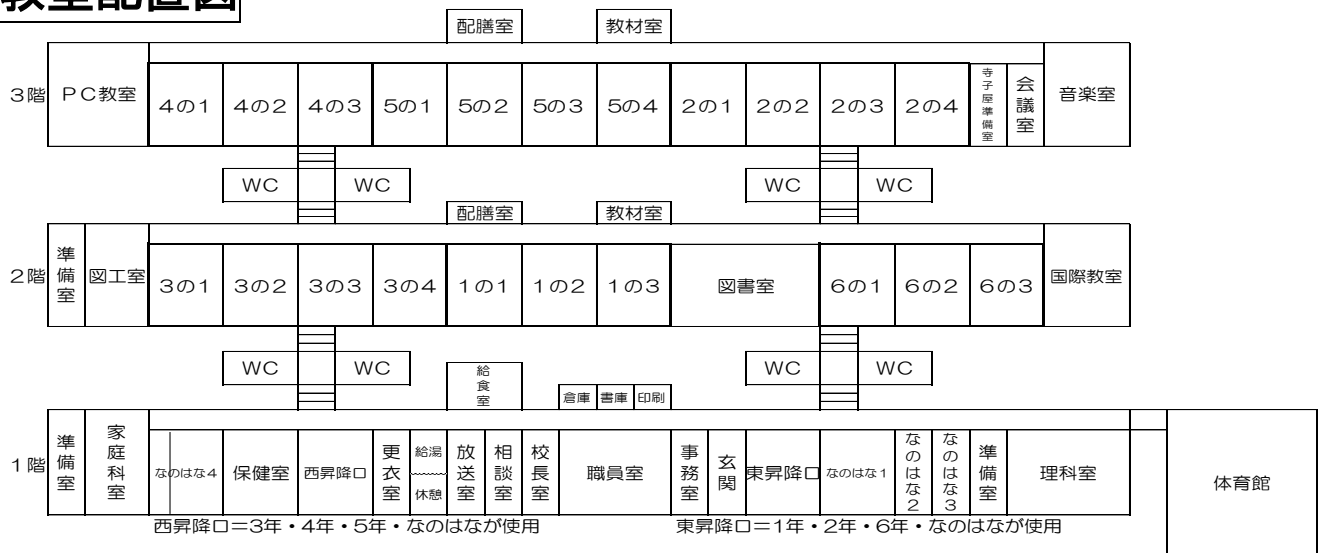 教室配置図
配膳室 教材室
3階 PC教室 4の1 4の2 4の3 5の1 5の2 5の3 5の4 2の1 2の2 2の3 2の4 寺子屋準備室 会議室 音楽室
WC WC WC WC
配膳室 教材室
2階 準備室 図工室 3の1 3の2 3の3 3の4 1の1 1の2 1の3 図書室 6の1 6の2 6の3 国際教室
WC WC WC WC
給食室 倉庫 書庫 印刷
1階 準備室 家庭科室 なのはな4 保健室 西昇降口 更衣室 給湯 休憩 放送室 相談室 校長室 職員室 事務室 玄関 東昇降口 なのはな1 なのはな2 なのはな3 準備室 理科室 体育館
西昇降口=3年・4年・5年・なのはなが使用 東昇降口=1年・2年・6年・なのはなが使用